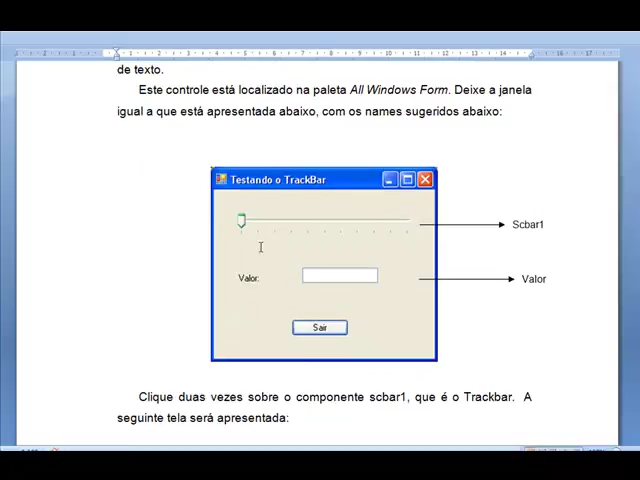 de texto.
Este controle está localizado na paleta All Windows Form. Deixe a janela
igual a que está apresentada abaixo, com os names sugeridos abaixo:
Testando o TrackBar
Scbar1
Valor:
Valor
Sair
Clique duas vezes sobre o componente scbar1, que é o Trackbar. A
seguinte tela será apresentada: